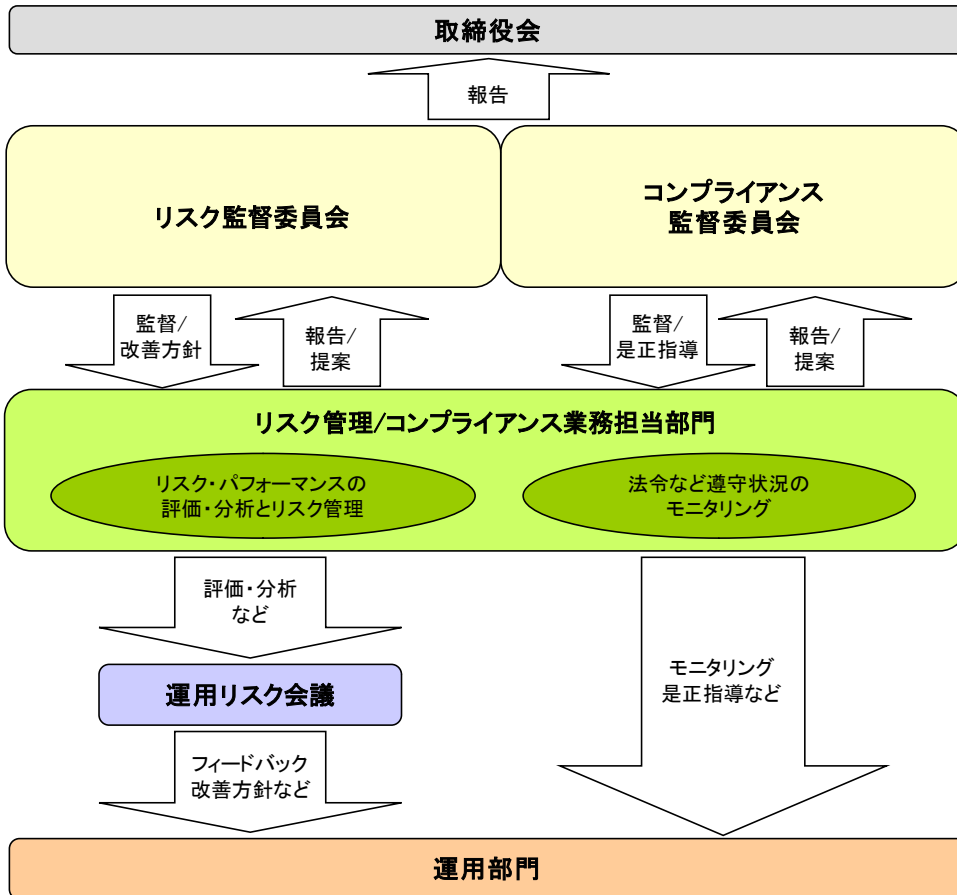 取締役会
報告
リスク監督委員会
コンプライアンス
監督委員会
監督/
改善方針
報告/
提案
監督/
是正指導
報告/
提案
リスク管理/コンプライアンス業務担当部門
リスク・パフォーマンスの
評価・分析とリスク管理
法令など遵守状況の
モニタリング
評価・分析
など
運用リスク会議
フィードバック
改善方針など
モニタリング
是正指導など
運用部門